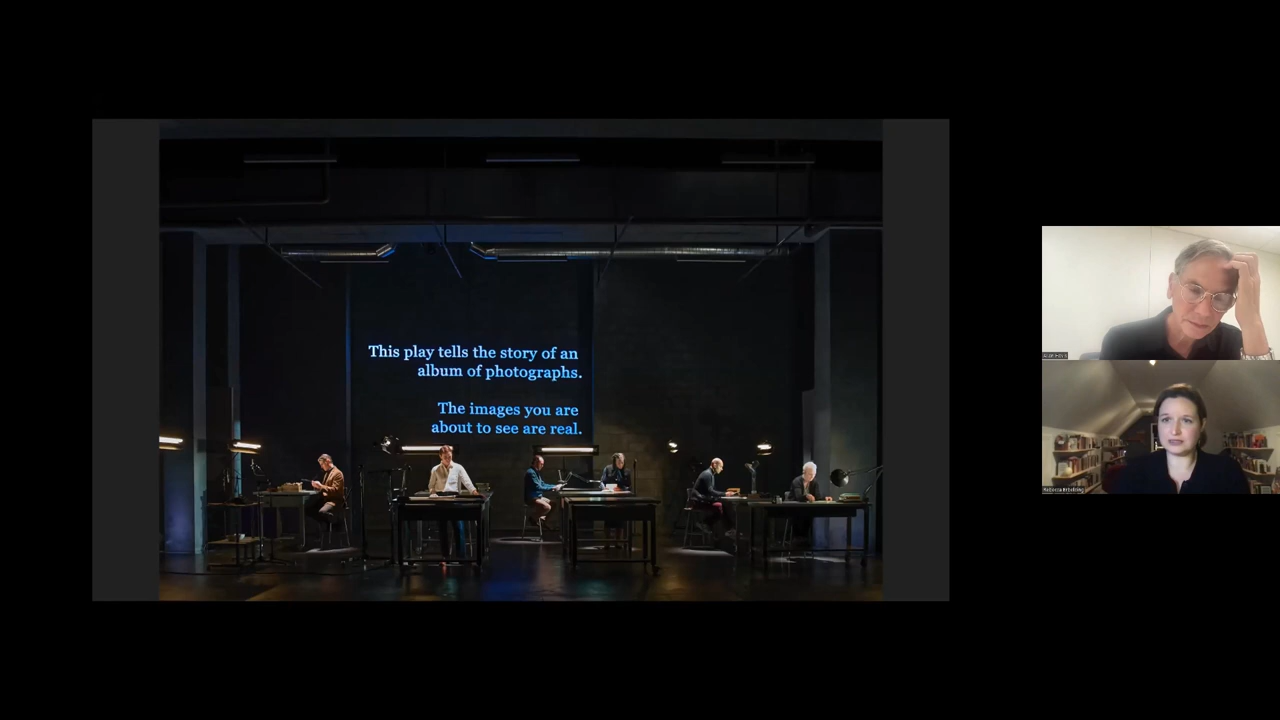 This play tells the story of an
album of photographs.
The images you are
about to see are real.